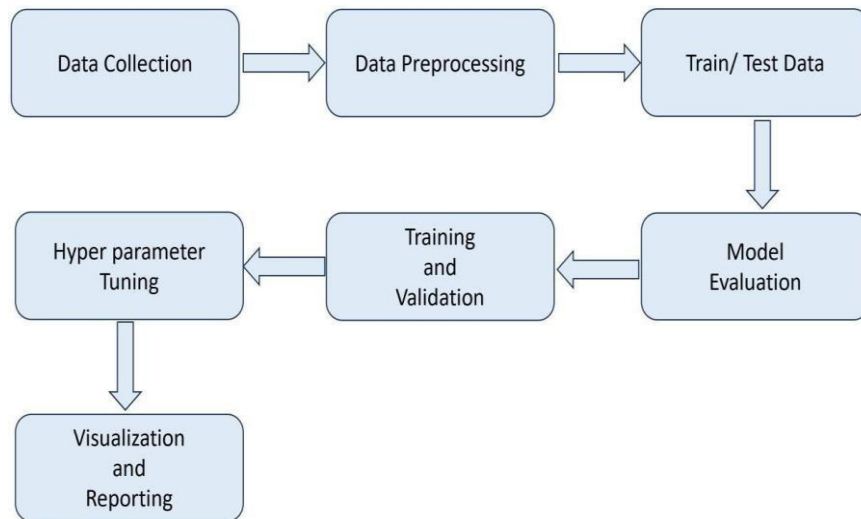 Data Collection
Data Preprocessing
Train/ Test Data
Model
Evaluation
Training
and
Validation
Hyper parameter
Tuning
Visualization
and
Reporting